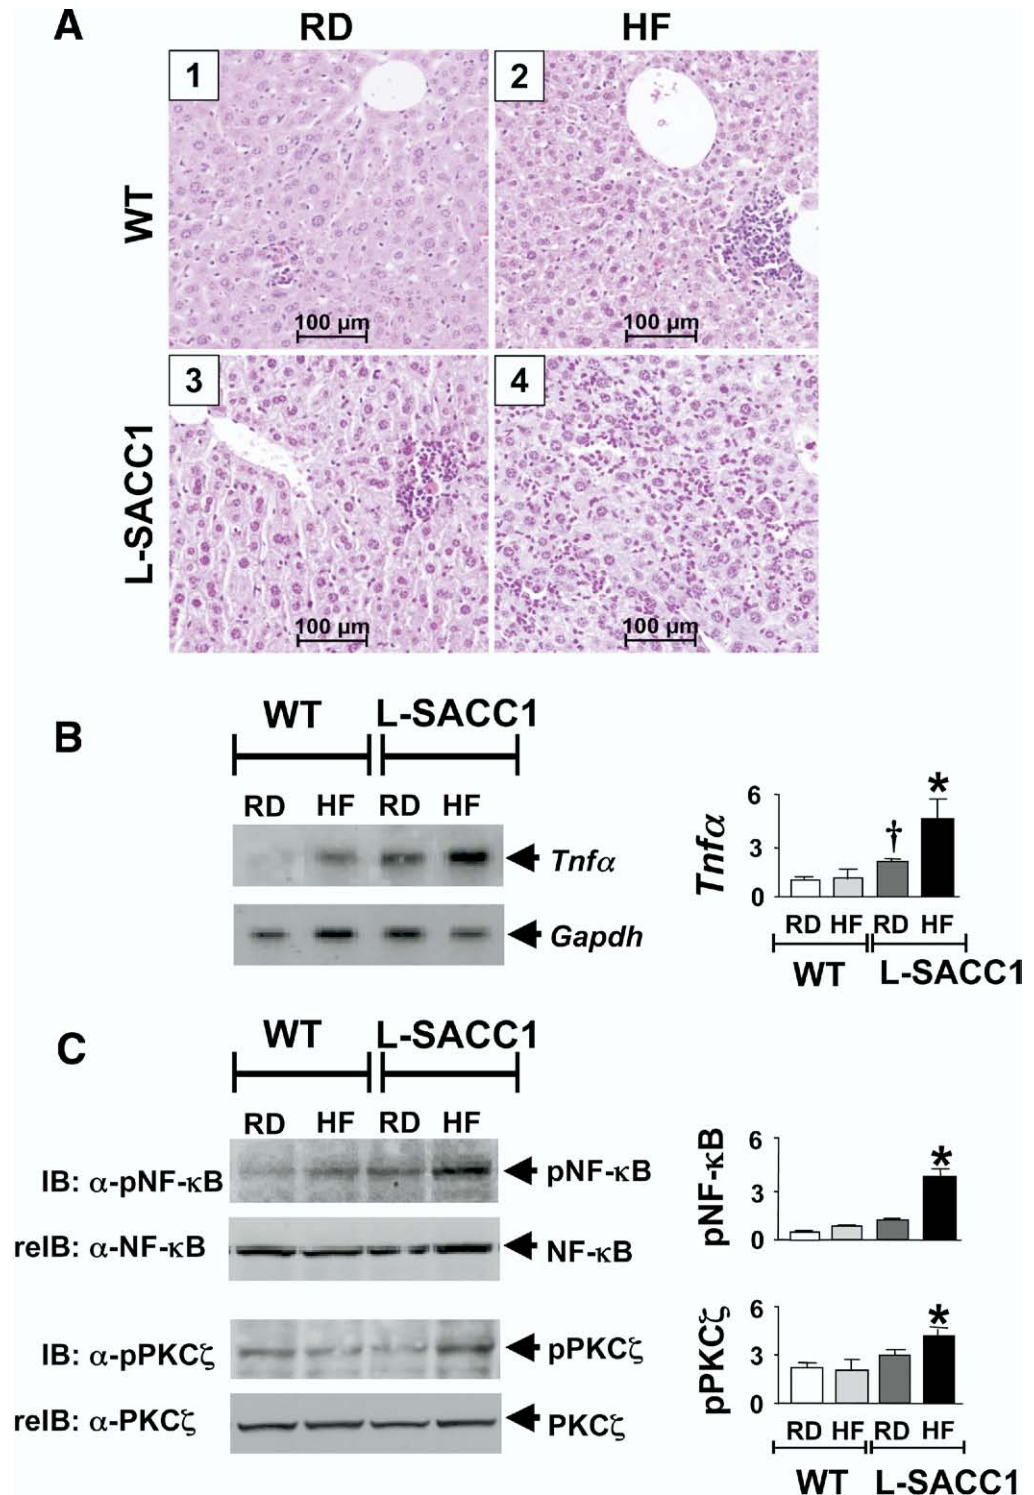 A
RD HF
1 2
WT
100 µm 100 µm
3 4
L-SACC1
100 µm 100 µm
B
WT L-SACC1
RD HF RD HF
Tnfα
Gapdh
Tnfα
6
3
0
*
†
RD HF RD HF
WT L-SACC1
C
WT L-SACC1
RD HF RD HF
IB: α-pNF-κB pNF-κB
reIB: α-NF-κB NF-κB
IB: α-pPKCζ pPKCζ
reIB: α-PKCζ PKCζ
pNF-κB
6
3
0
*
pPKCζ
6
3
0
*
RD HF RD HF
WT L-SACC1